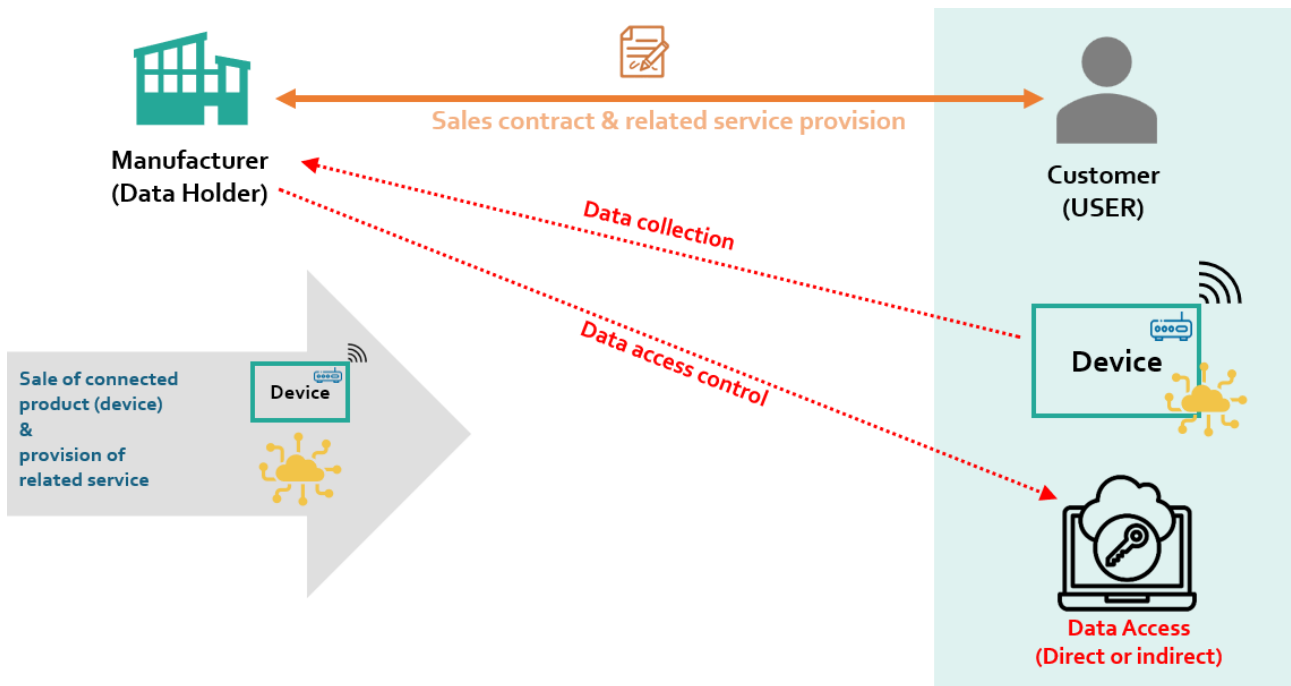 Sales contract & related service provision
Manufacturer
(Data Holder)
Customer
(USER)
Data collection
Data access control
Sale of connected
product (device)
&
provision of
related service
Device
Device
Data Access
(Direct or indirect)